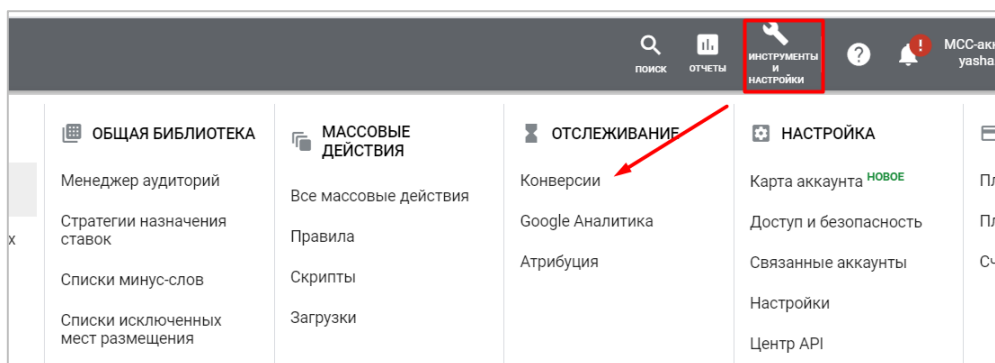 ПОИСК
ОТЧЕТЫ
ИНСТРУМЕНТЫ
И
НАСТРОЙКИ
?
!
МСС-акк
yasha
ОБЩАЯ БИБЛИОТЕКА
Менеджер аудиторий
Стратегии назначения
ставок
Списки минус-слов
Списки исключенных
мест размещения
МАССОВЫЕ
ДЕЙСТВИЯ
Все массовые действия
Правила
Скрипты
Загрузки
ОТСЛЕЖИВАНИЕ
Конверсии
Google Аналитика
Атрибуция
НАСТРОЙКА
Карта аккаунта НОВОЕ
Доступ и безопасность
Связанные аккаунты
Настройки
Центр API
х